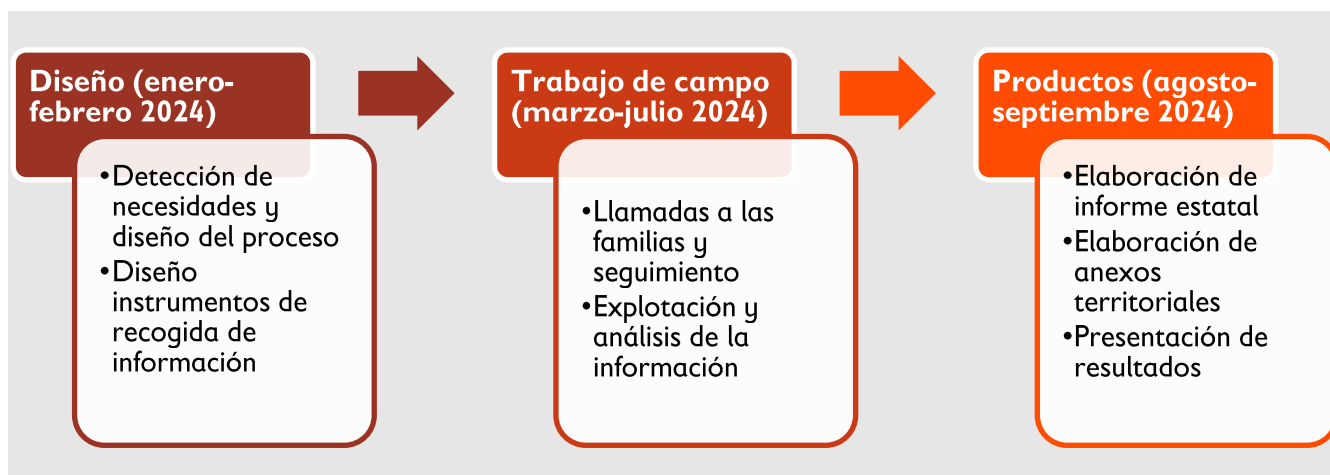 Diseño (enero-
febrero 2024)
•Detección de
necesidades y
diseño del proceso
•Diseño
instrumentos de
recogida de
información
Trabajo de campo
(marzo-julio 2024)
•Llamadas a las
familias y
seguimiento
•Explotación y
análisis de la
información
Productos (agosto-
septiembre 2024)
•Elaboración de
informe estatal
•Elaboración de
anexos
territoriales
•Presentación de
resultados